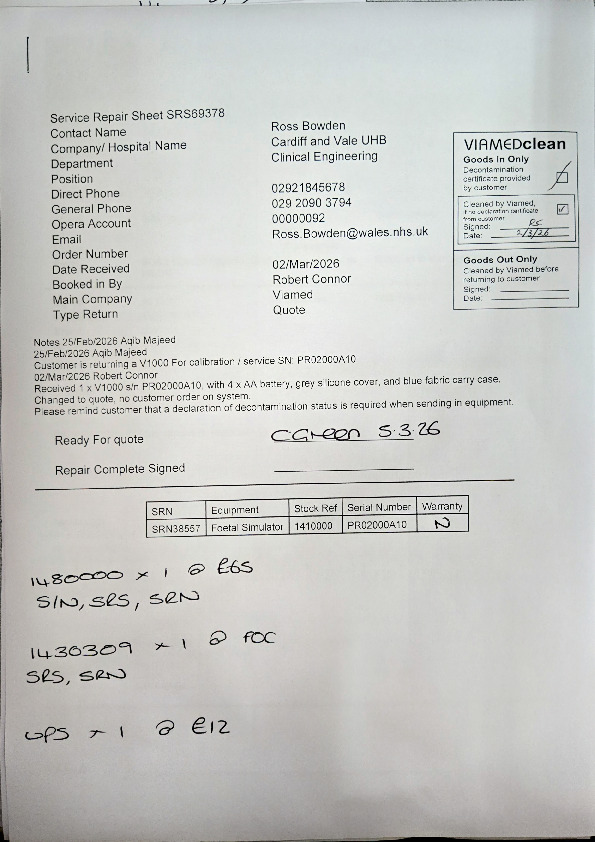 Service Repair Sheet SRS69378
Contact Name Ross Bowden
Company/ Hospital Name Cardiff and Vale UHB
Department Clinical Engineering
Position
Direct Phone 02921845678
General Phone 029 2090 3794
Opera Account 00000092
Email Ross.Bowden@wales.nhs.uk
Order Number
Date Received 02/Mar/2026
Booked in By Robert Connor
Main Company Viamed
Type Return Quote
VIAMEDclean
Goods In Only
Decontamination
certificate provided
by customer
Cleaned by Viamed,
if no declaration certificate
from customer
Signed: RS
Date: 2/3/26
Goods Out Only
Cleaned by Viamed before
returning to customer
Signed:
Date:
Notes 25/Feb/2026 Aqib Majeed
25/Feb/2026 Aqib Majeed
Customer is returning a V1000 For calibration / service SN: PR02000A10
02/Mar/2026 Robert Connor
Received 1 x V1000 s/n PR02000A10, with 4 x AA battery, grey silicone cover, and blue fabric carry case.
Changed to quote, no customer order on system.
Please remind customer that a declaration of decontamination status is required when sending in equipment.
Ready For quote CGreen 5.3.26
Repair Complete Signed
SRN Equipment Stock Ref Serial Number Warranty
SRN38557 Foetal Simulator 1410000 PR02000A10 N
1480000 x 1 @ £65
S/N, SRS, SRN
1430309 x 1 @ FOC
SRS, SRN
UPS x 1 @ £12